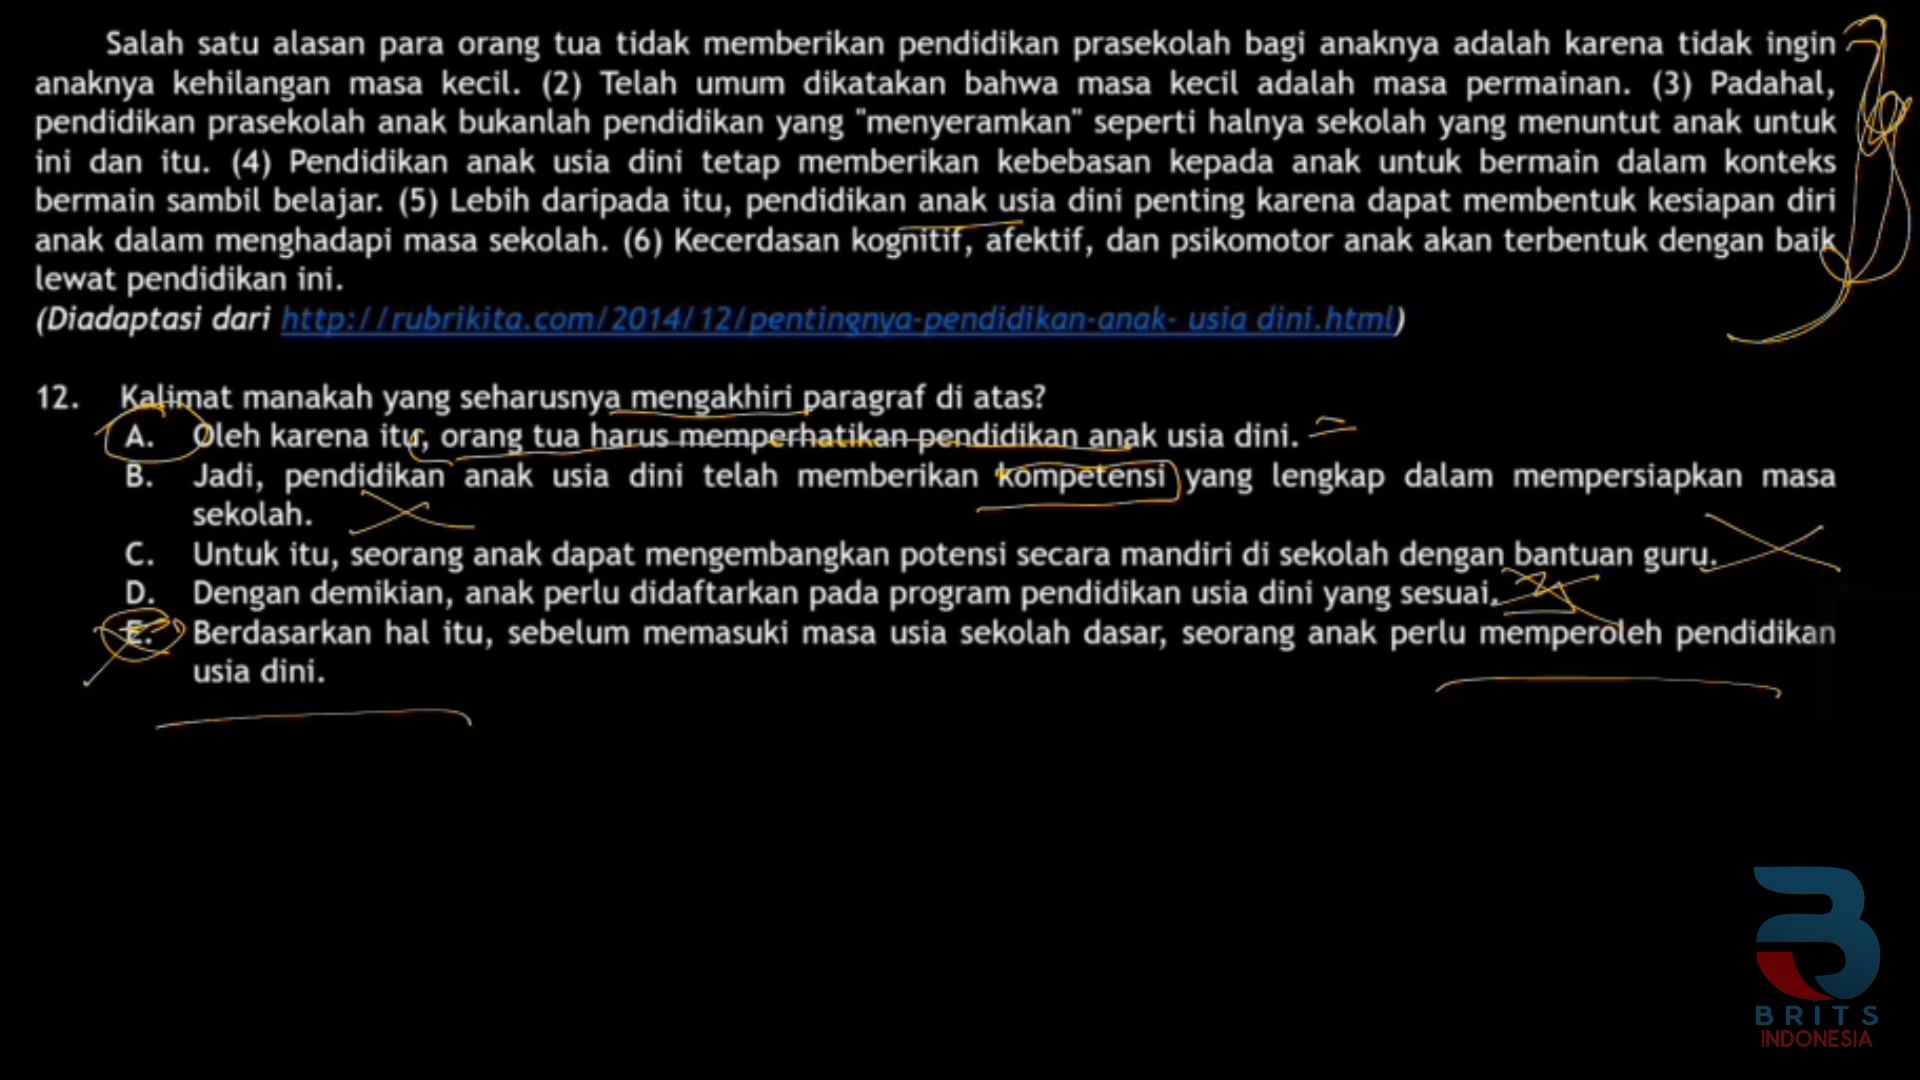 Salah satu alasan para orang tua tidak memberikan pendidikan prasekolah bagi anaknya adalah karena tidak ingin
anaknya kehilangan masa kecil. (2) Telah umum dikatakan bahwa masa kecil adalah masa permainan. (3) Padahal,
pendidikan prasekolah anak bukanlah pendidikan yang "menyeramkan" seperti halnya sekolah yang menuntut anak untuk
ini dan itu. (4) Pendidikan anak usia dini tetap memberikan kebebasan kepada anak untuk bermain dalam konteks
bermain sambil belajar. (5) Lebih daripada itu, pendidikan anak usia dini penting karena dapat membentuk kesiapan diri
anak dalam menghadapi masa sekolah. (6) Kecerdasan kognitif, afektif, dan psikomotor anak akan terbentuk dengan baik
lewat pendidikan ini.
(Diadaptasi dari http://rubrikita.com/2014/12/pentingnya-pendidikan-anak- usia dini.html)
12. Kalimat manakah yang seharusnya mengakhiri paragraf di atas?
A. Oleh karena itu, orang tua harus memperhatikan pendidikan anak usia dini.
B. Jadi, pendidikan anak usia dini telah memberikan kompetensi yang lengkap dalam mempersiapkan masa
sekolah.
C. Untuk itu, seorang anak dapat mengembangkan potensi secara mandiri di sekolah dengan bantuan guru.
D. Dengan demikian, anak perlu didaftarkan pada program pendidikan usia dini yang sesuai.
E. Berdasarkan hal itu, sebelum memasuki masa usia sekolah dasar, seorang anak perlu memperoleh pendidikan
usia dini.
BRITS
INDONESIA